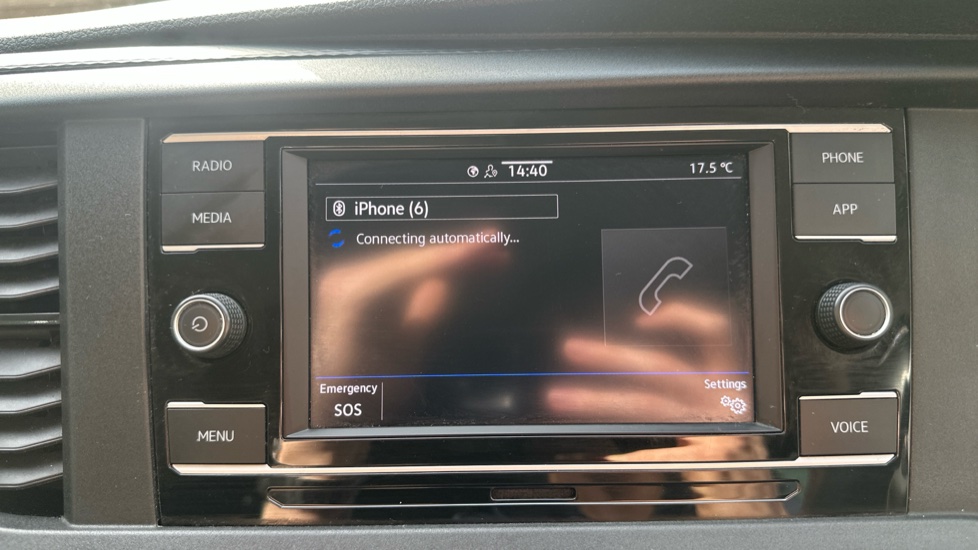 RADIO
MEDIA
MENU
14:40
17.5 °C
iPhone (6)
Connecting automatically...
Emergency
SOS
Settings
PHONE
APP
VOICE